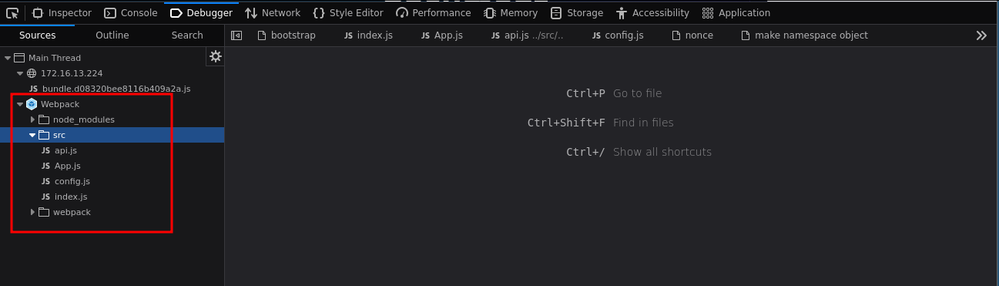 Inspector Console Debugger Network Style Editor Performance Memory Storage Accessibility Application
Sources Outline Search
bootstrap JS index.js JS App.js JS api.js ../src/.. JS config.js nonce make namespace object
Main Thread
172.16.13.224
JS bundle.d08320bee8116b409a2a.js
Webpack
node_modules
src
JS api.js
JS App.js
JS config.js
JS index.js
webpack
Ctrl+P Go to file
Ctrl+Shift+F Find in files
Ctrl+/ Show all shortcuts